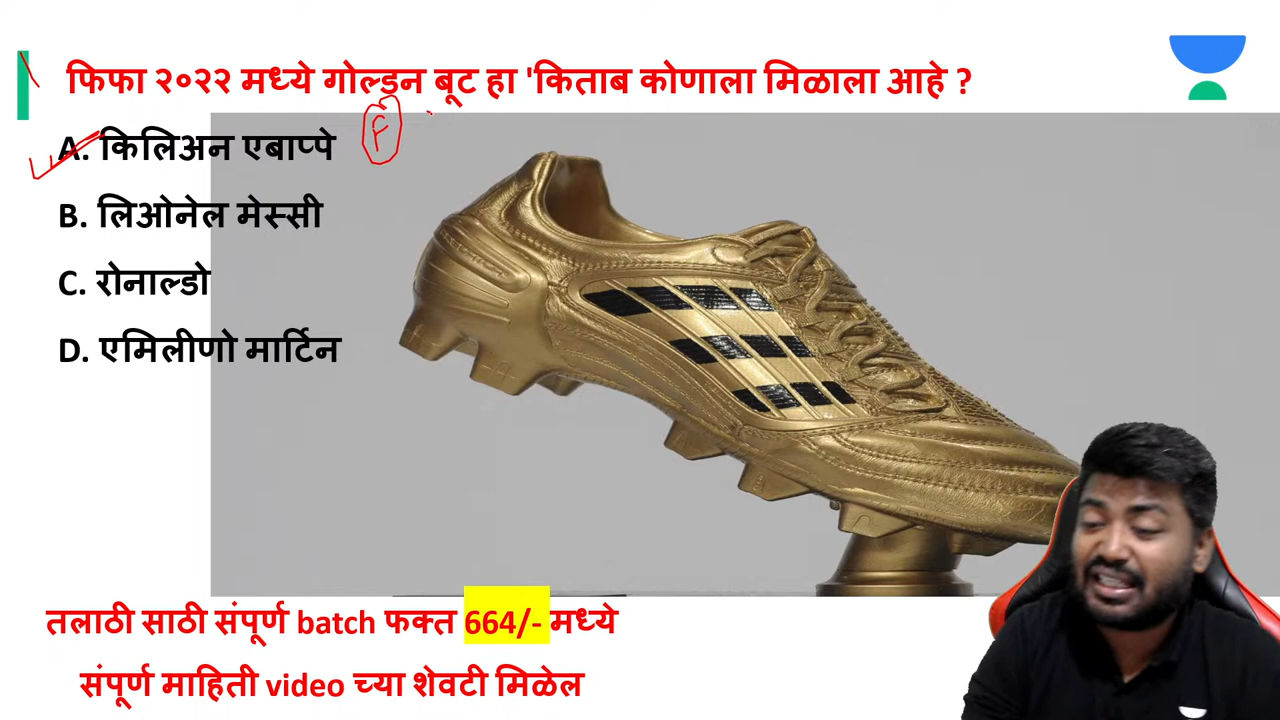 फिफा २०२२ मध्ये गोल्डन बूट हा 'किताब कोणाला मिळाला आहे ?
A. किलिअन एबाप्पे
F
B. लिओनेल मेस्सी
C. रोनाल्डो
D. एमिलीणो मार्टिन
तलाठी साठी संपूर्ण batch फक्त 664/- मध्ये
संपूर्ण माहिती video च्या शेवटी मिळेल